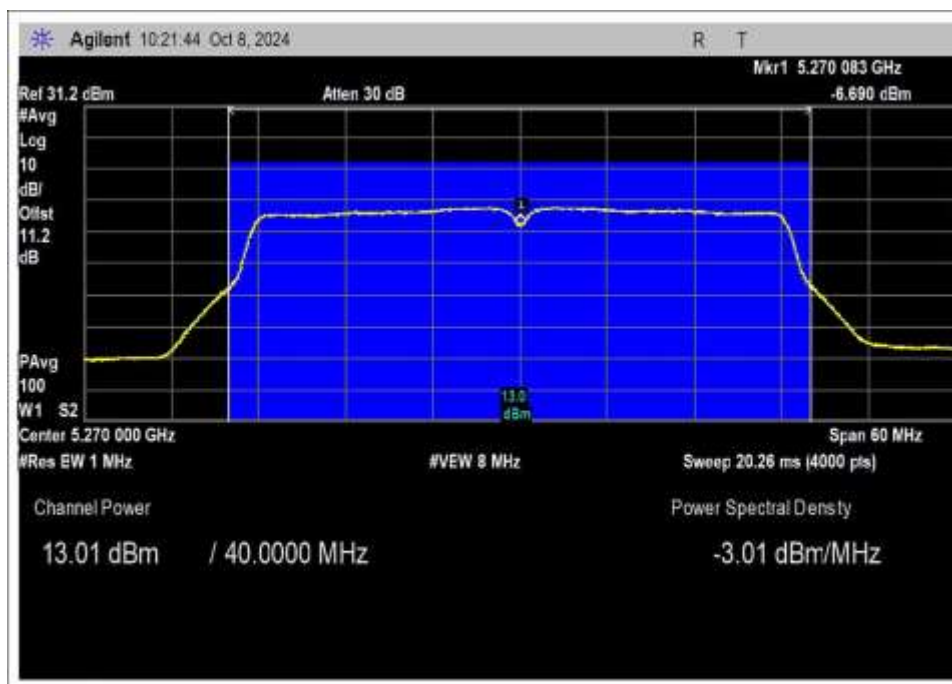 Agilent 10:21:44 Oct 8, 2024 R T
Mkr1 5.270 083 GHz
Ref 31.2 dBm Atten 30 dB -6.690 dBm
#Avg
Log
10
dB/
Offst
11.2
dB
1
PAvg
100
W1 S2
13.0
dBm
Center 5.270 000 GHz Span 60 MHz
#Res BW 1 MHz #VBW 8 MHz Sweep 20.26 ms (4000 pts)
Channel Power Power Spectral Density
13.01 dBm / 40.0000 MHz -3.01 dBm/MHz